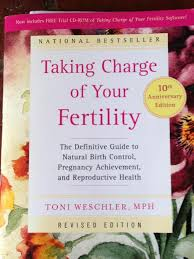 Now includes FREE Trial CD-ROM of Taking Charge of Your Fertility Software!
NATIONAL BESTSELLER
Taking Charge
of Your
Fertility
10th
Anniversary
Edition
The Definitive Guide to
Natural Birth Control,
Pregnancy Achievement,
and Reproductive Health
TONI WESCHLER, MPH
REVISED EDITION